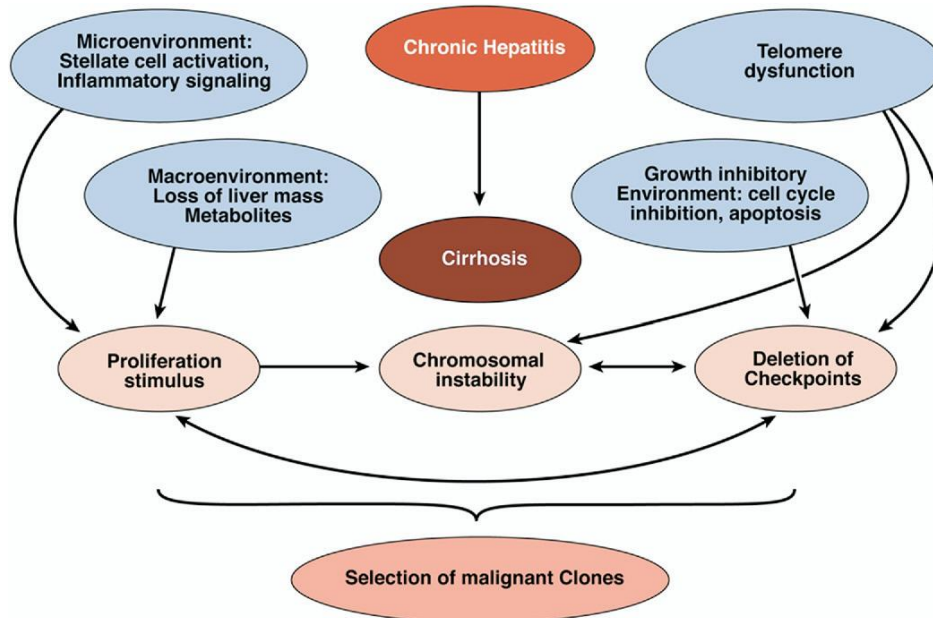 Microenvironment:
Stellate cell activation,
Inflammatory signaling
Chronic Hepatitis
Telomere
dysfunction
Macroenvironment:
Loss of liver mass
Metabolites
Growth inhibitory
Environment: cell cycle
inhibition, apoptosis
Cirrhosis
Proliferation
stimulus
Chromosomal
instability
Deletion of
Checkpoints
Selection of malignant Clones